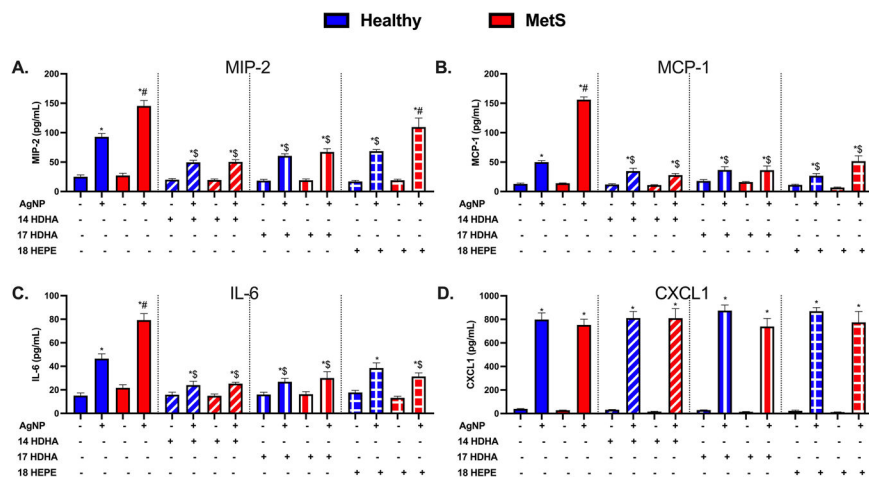 Healthy MetS
A. MIP-2
MIP-2 (pg/mL)
200
150
100
50
0
* *# *$ *$ *$ *$ *$ *#
AgNP - + - + - + - + - + - + - + - +
14 HDHA - - - - + + + + - - - - - - - -
17 HDHA - - - - - - - - + + + + - - - -
18 HEPE - - - - - - - - - - - - + + + +
B. MCP-1
MCP-1 (pg/mL)
200
150
100
50
0
* *# *$ *$ *$ *$ *$ *$
AgNP - + - + - + - + - + - + - + - +
14 HDHA - - - - + + + + - - - - - - - -
17 HDHA - - - - - - - - + + + + - - - -
18 HEPE - - - - - - - - - - - - + + + +
C. IL-6
IL-6 (pg/mL)
100
80
60
40
20
0
* *# *$ *$ *$ *$ * *$
AgNP - + - + - + - + - + - + - + - +
14 HDHA - - - - + + + + - - - - - - - -
17 HDHA - - - - - - - - + + + + - - - -
18 HEPE - - - - - - - - - - - - + + + +
D. CXCL1
CXCL1 (pg/mL)
1000
800
600
400
200
0
* * * * * * * *
AgNP - + - + - + - + - + - + - + - +
14 HDHA - - - - + + + + - - - - - - - -
17 HDHA - - - - - - - - + + + + - - - -
18 HEPE - - - - - - - - - - - - + + + +